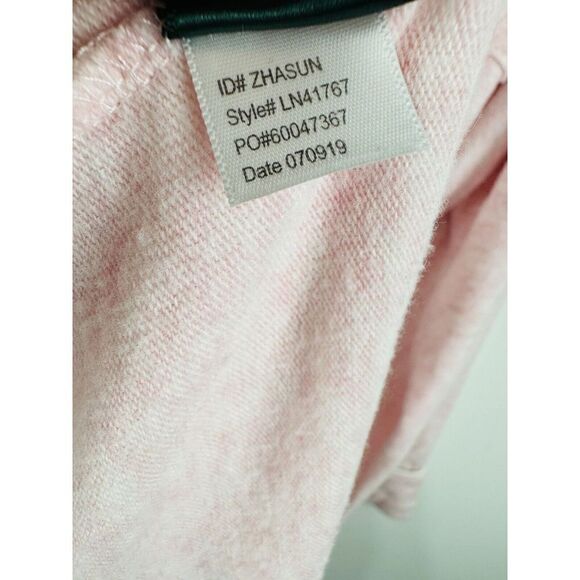 ID# ZHASUN
Style# LN41767
PO#60047367
Date 070919